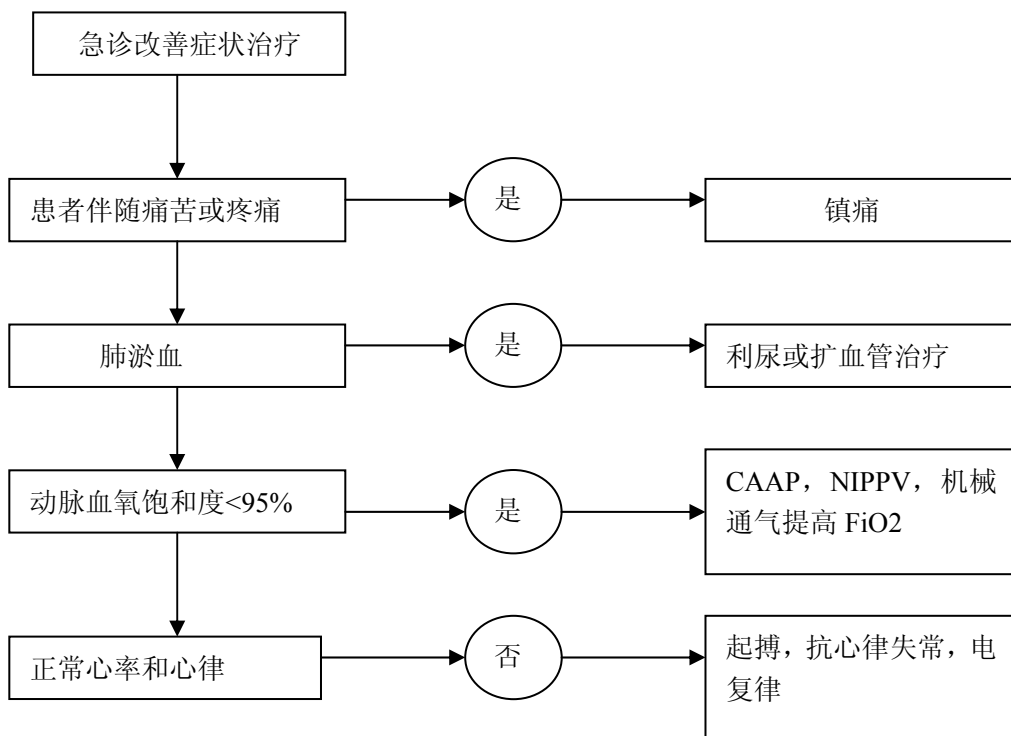 急诊改善症状治疗
患者伴随痛苦或疼痛
是
镇痛
肺淤血
是
利尿或扩血管治疗
动脉血氧饱和度<95%
是
CAAP，NIPPV，机械
通气提高 FiO2
正常心率和心律
否
起搏，抗心律失常，电
复律